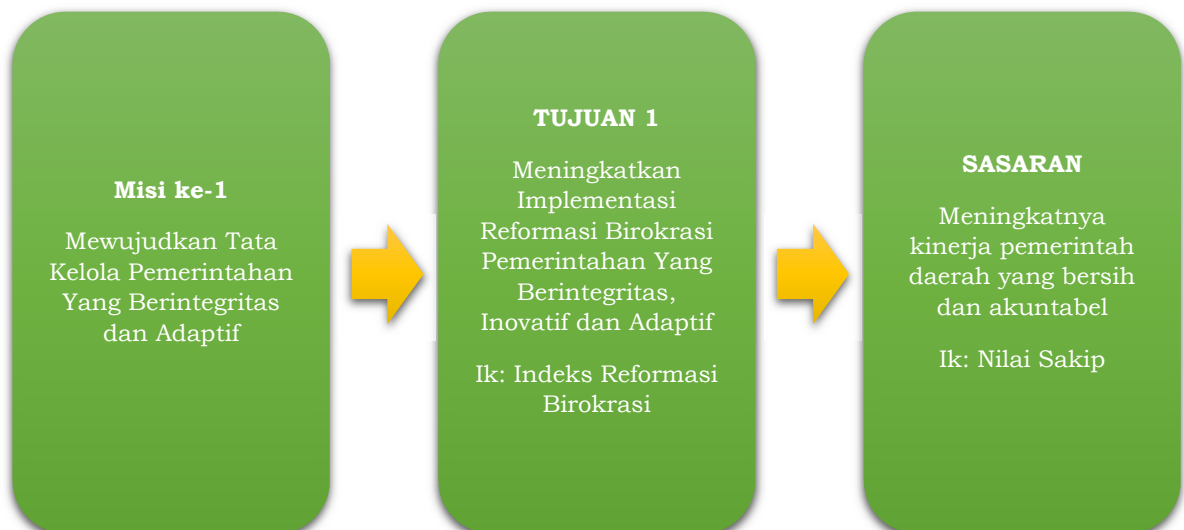 Misi ke-1
Mewujudkan Tata
Kelola Pemerintahan
Yang Berintegritas
dan Adaptif
TUJUAN 1
Meningkatkan
Implementasi
Reformasi Birokrasi
Pemerintahan Yang
Berintegritas,
Inovatif dan Adaptif
Ik: Indeks Reformasi
Birokrasi
SASARAN
Meningkatnya
kinerja pemerintah
daerah yang bersih
dan akuntabel
Ik: Nilai Sakip